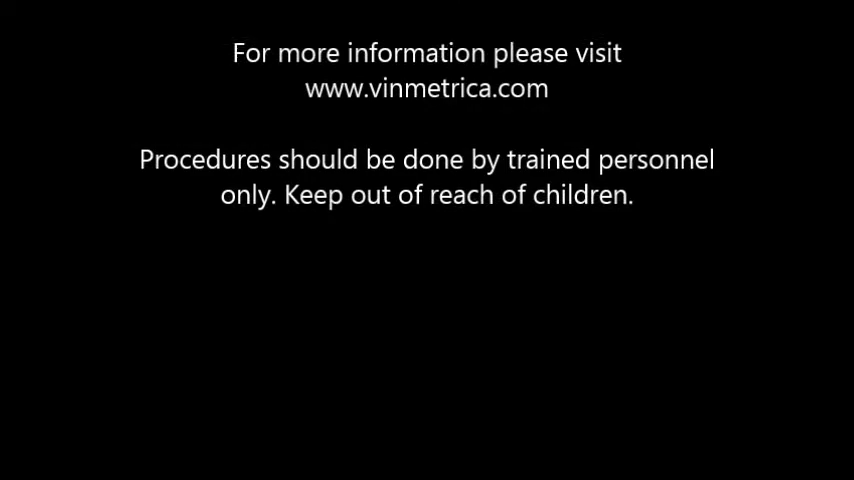 For more information please visit
www.vinmetrica.com
Procedures should be done by trained personnel
only. Keep out of reach of children.